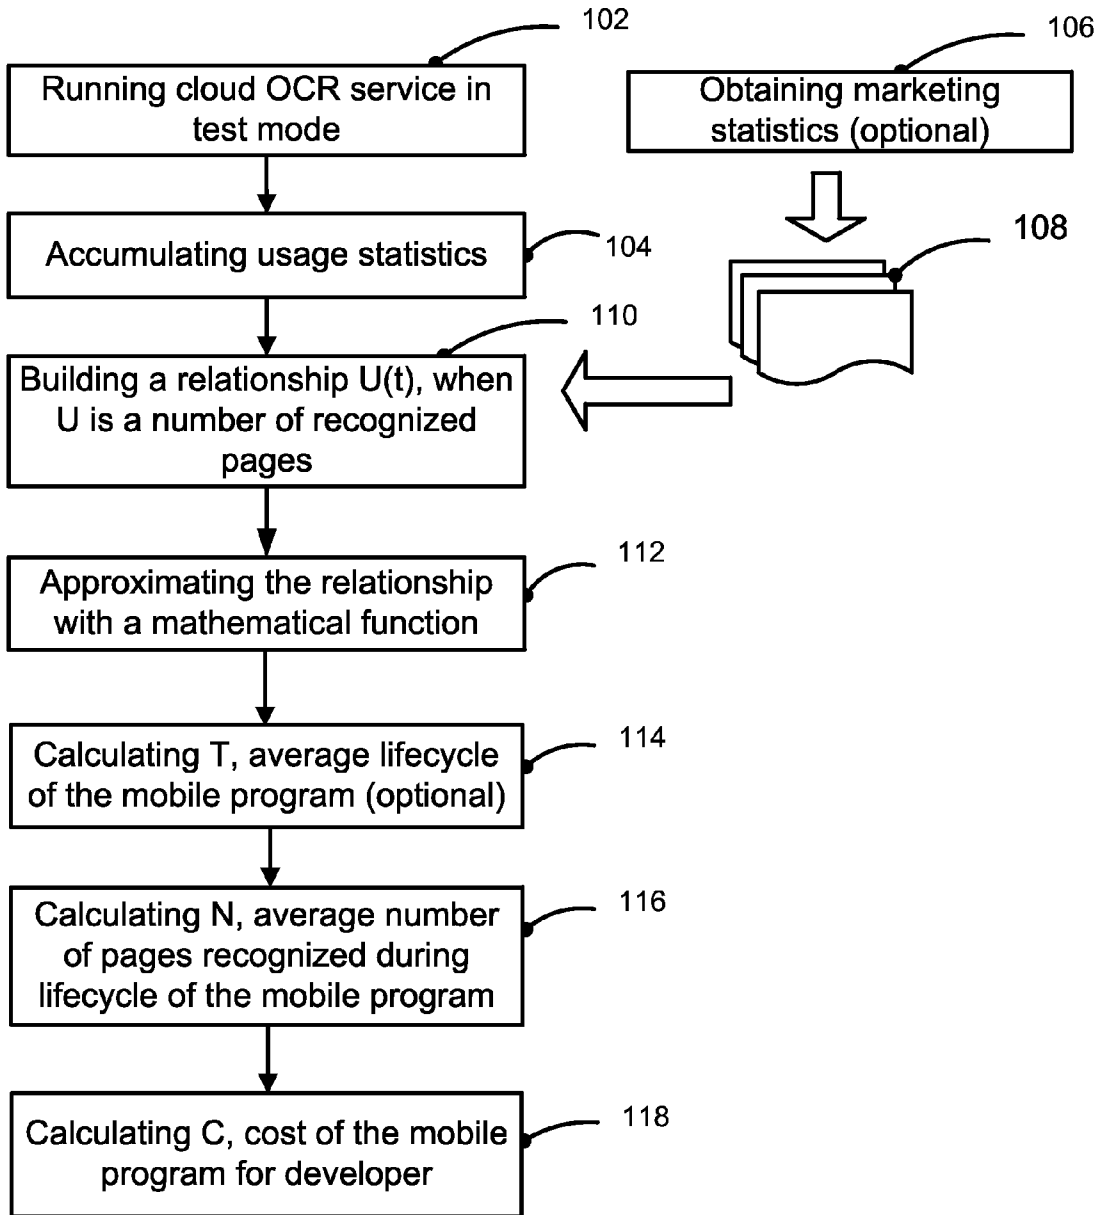 102
Running cloud OCR service in
test mode
106
Obtaining marketing
statistics (optional)
104
Accumulating usage statistics
108
110
Building a relationship U(t), when
U is a number of recognized
pages
112
Approximating the relationship
with a mathematical function
114
Calculating T, average lifecycle
of the mobile program (optional)
116
Calculating N, average number
of pages recognized during
lifecycle of the mobile program
118
Calculating C, cost of the mobile
program for developer